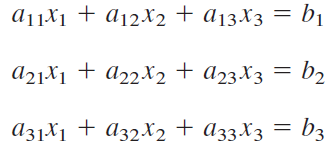 a₁₁x₁ + a₁₂x₂ + a₁₃x₃ = b₁
a₂₁x₁ + a₂₂x₂ + a₂₃x₃ = b₂
a₃₁x₁ + a₃₂x₂ + a₃₃x₃ = b₃